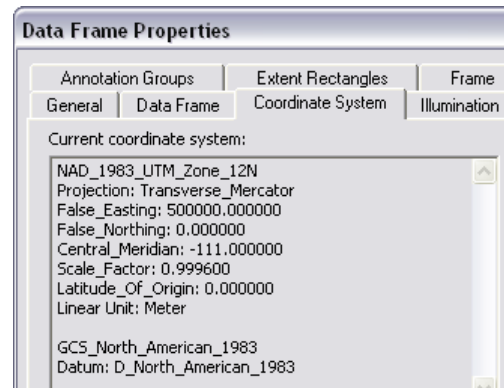 Data Frame Properties
Annotation Groups Extent Rectangles Frame
General Data Frame Coordinate System Illumination
Current coordinate system:
NAD_1983_UTM_Zone_12N
Projection: Transverse_Mercator
False_Easting: 500000.000000
False_Northing: 0.000000
Central_Meridian: -111.000000
Scale_Factor: 0.999600
Latitude_Of_Origin: 0.000000
Linear Unit: Meter
GCS_North_American_1983
Datum: D_North_American_1983